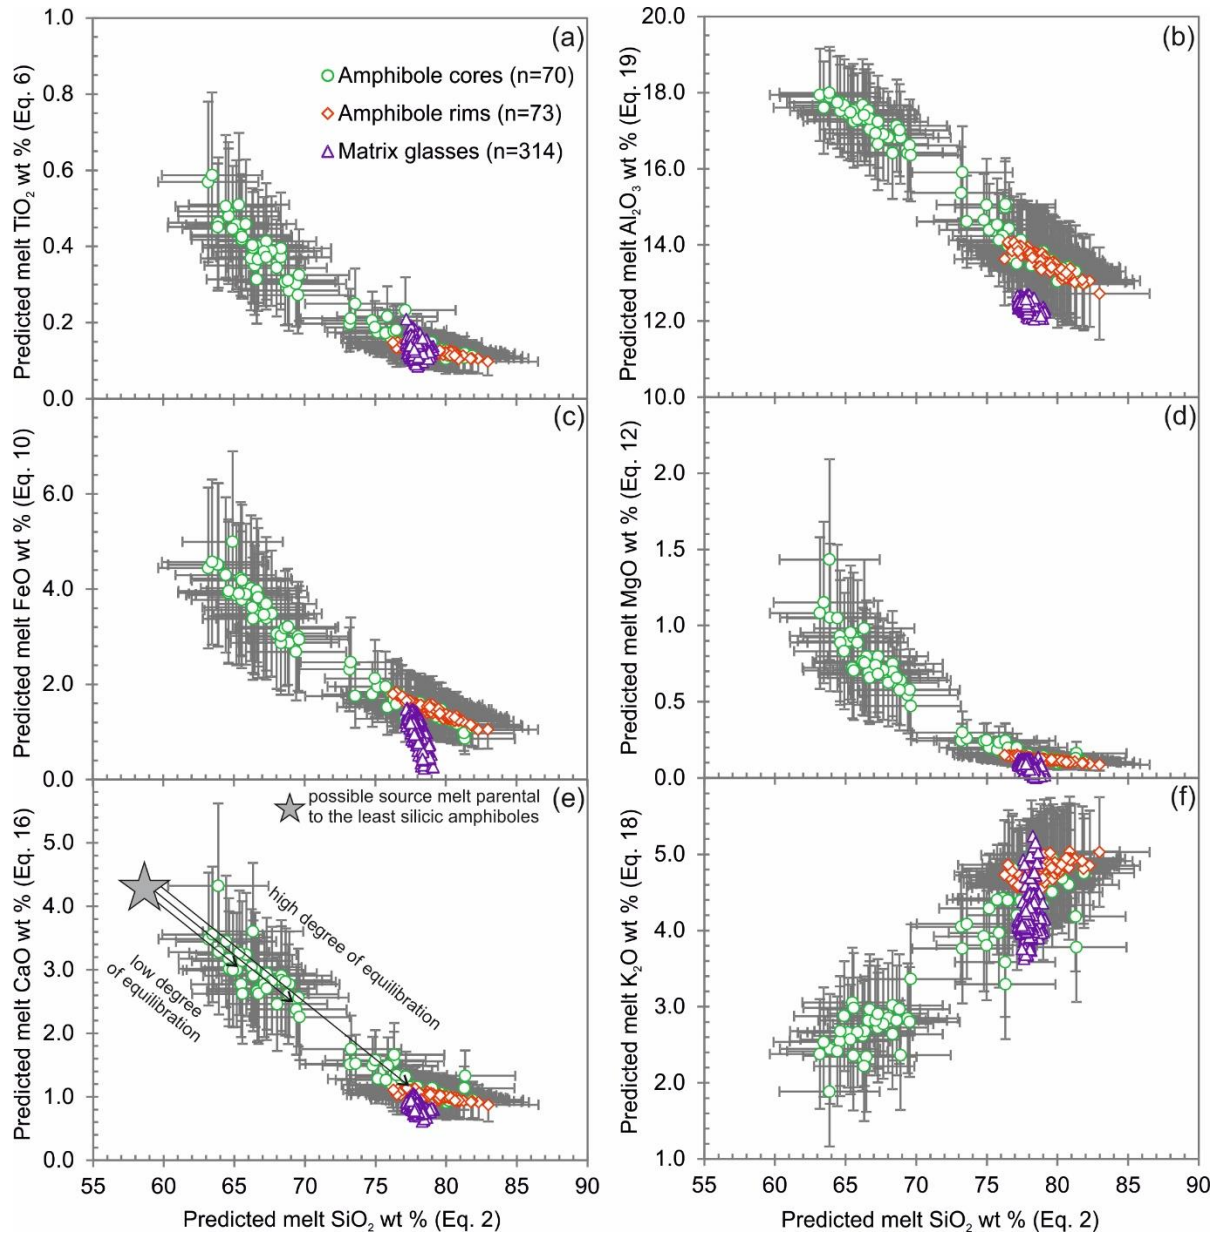 (a)
1.0
0.8
0.6
0.4
0.2
0.0
Predicted melt TiO2 wt % (Eq. 6)
Amphibole cores (n=70)
Amphibole rims (n=73)
Matrix glasses (n=314)
(b)
20.0
18.0
16.0
14.0
12.0
10.0
Predicted melt Al2O3 wt % (Eq. 19)
(c)
6.0
4.0
2.0
0.0
Predicted melt FeO wt % (Eq. 10)
(d)
2.0
1.5
1.0
0.5
0.0
Predicted melt MgO wt % (Eq. 12)
(e)
possible source melt parental
to the least silicic amphiboles
high degree of equilibration
low degree
of equilibration
5.0
4.0
3.0
2.0
1.0
0.0
Predicted melt CaO wt % (Eq. 16)
55 60 65 70 75 80 85 90
Predicted melt SiO2 wt % (Eq. 2)
(f)
5.0
4.0
3.0
2.0
1.0
Predicted melt K2O wt % (Eq. 18)
55 60 65 70 75 80 85 90
Predicted melt SiO2 wt % (Eq. 2)